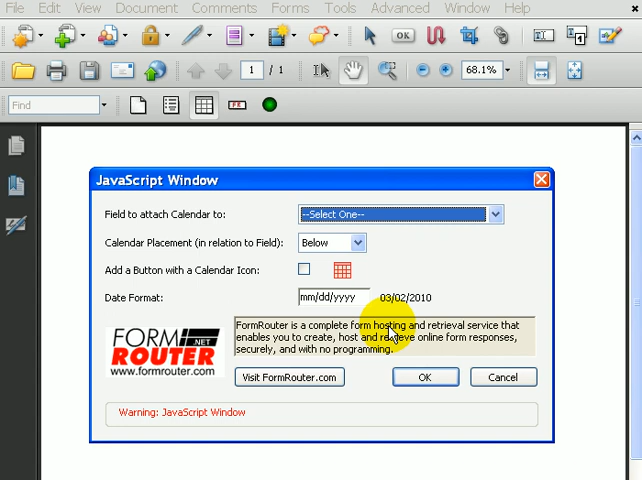 File Edit View Document Comments Forms Tools Advanced Window Help
OK
1 / 1 68.1%
Find FR
JavaScript Window
Field to attach Calendar to: --Select One--
Calendar Placement (in relation to Field): Below
Add a Button with a Calendar Icon:
Date Format: mm/dd/yyyy 03/02/2010
FORM .NET
ROUTER
www.formrouter.com
FormRouter is a complete form hosting and retrieval service that
enables you to create, host and retrieve online form responses,
securely, and with no programming.
Visit FormRouter.com OK Cancel
Warning: JavaScript Window